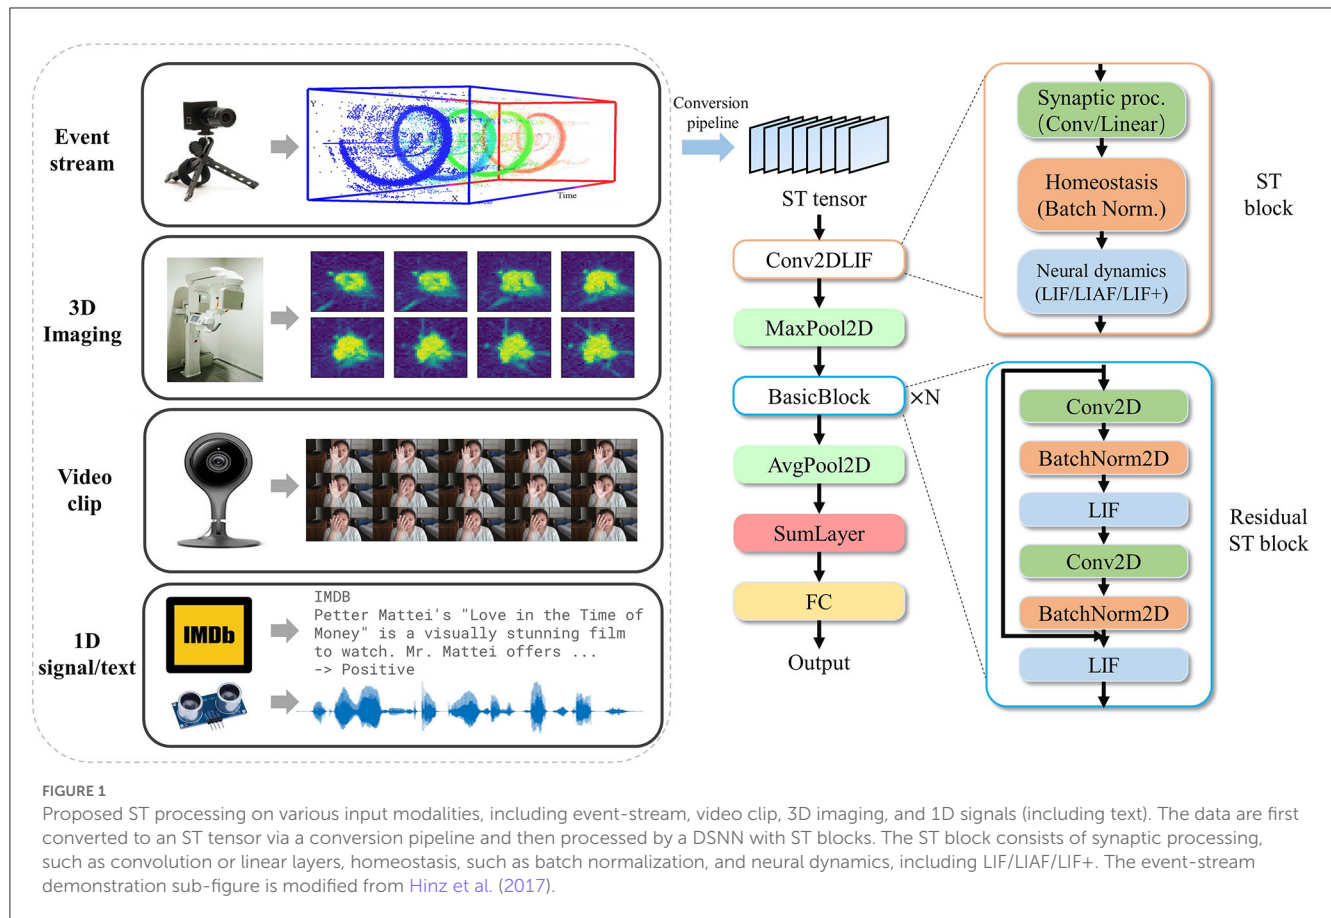 Event
stream
Y
X
Time
3D
Imaging
Video
clip
1D
signal/text
IMDb
IMDB
Petter Mattei's "Love in the Time of
Money" is a visually stunning film
to watch. Mr. Mattei offers ...
-> Positive
Conversion
pipeline
ST tensor
Conv2DLIF
MaxPool2D
BasicBlock
×N
AvgPool2D
SumLayer
FC
Output
Synaptic proc.
(Conv/Linear)
Homeostasis
(Batch Norm.)
Neural dynamics
(LIF/LIAF/LIF+)
ST
block
Conv2D
BatchNorm2D
LIF
Conv2D
BatchNorm2D
LIF
Residual
ST block
FIGURE 1
Proposed ST processing on various input modalities, including event-stream, video clip, 3D imaging, and 1D signals (including text). The data are first
converted to an ST tensor via a conversion pipeline and then processed by a DSNN with ST blocks. The ST block consists of synaptic processing,
such as convolution or linear layers, homeostasis, such as batch normalization, and neural dynamics, including LIF/LIAF/LIF+. The event-stream
demonstration sub-figure is modified from Hinz et al. (2017).